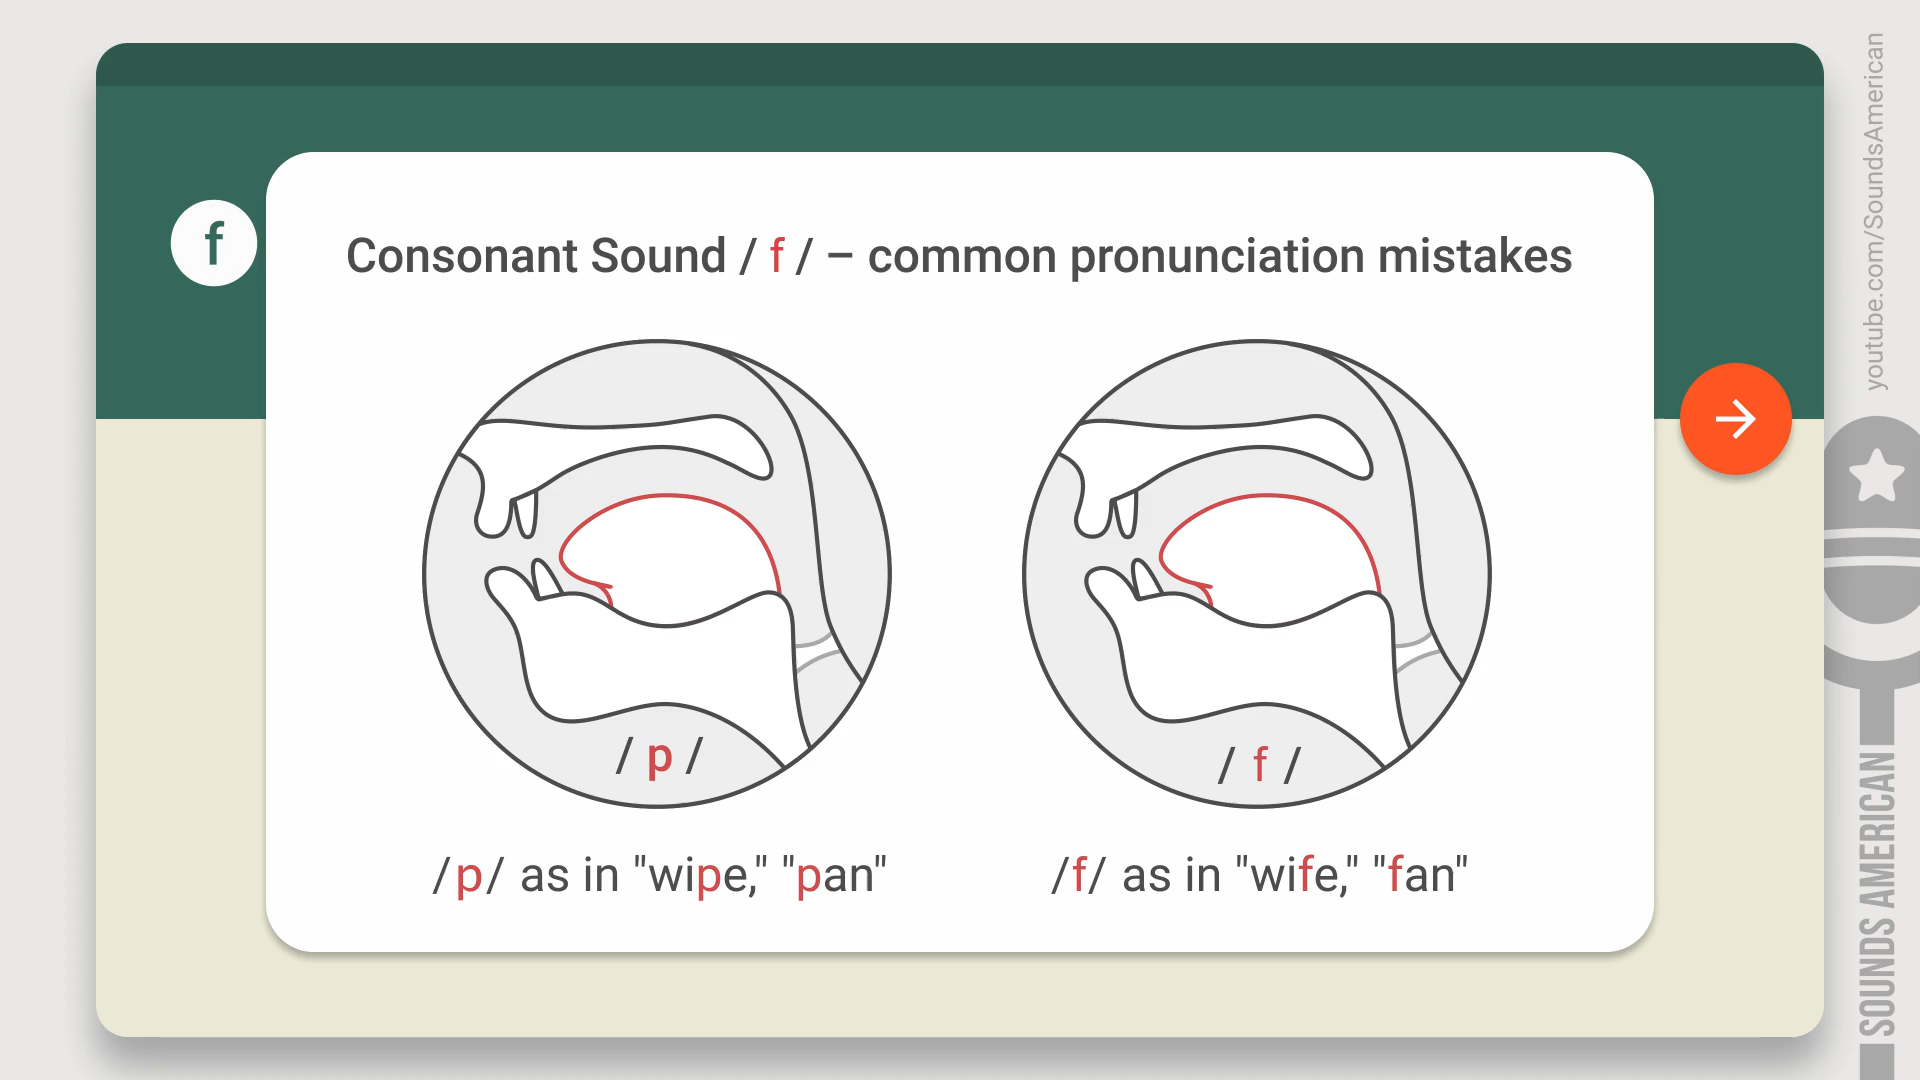 f
Consonant Sound / f / – common pronunciation mistakes
/ p /
/ f /
/p/ as in "wipe," "pan"
/f/ as in "wife," "fan"
youtube.com/SoundsAmerican
SOUNDS AMERICAN